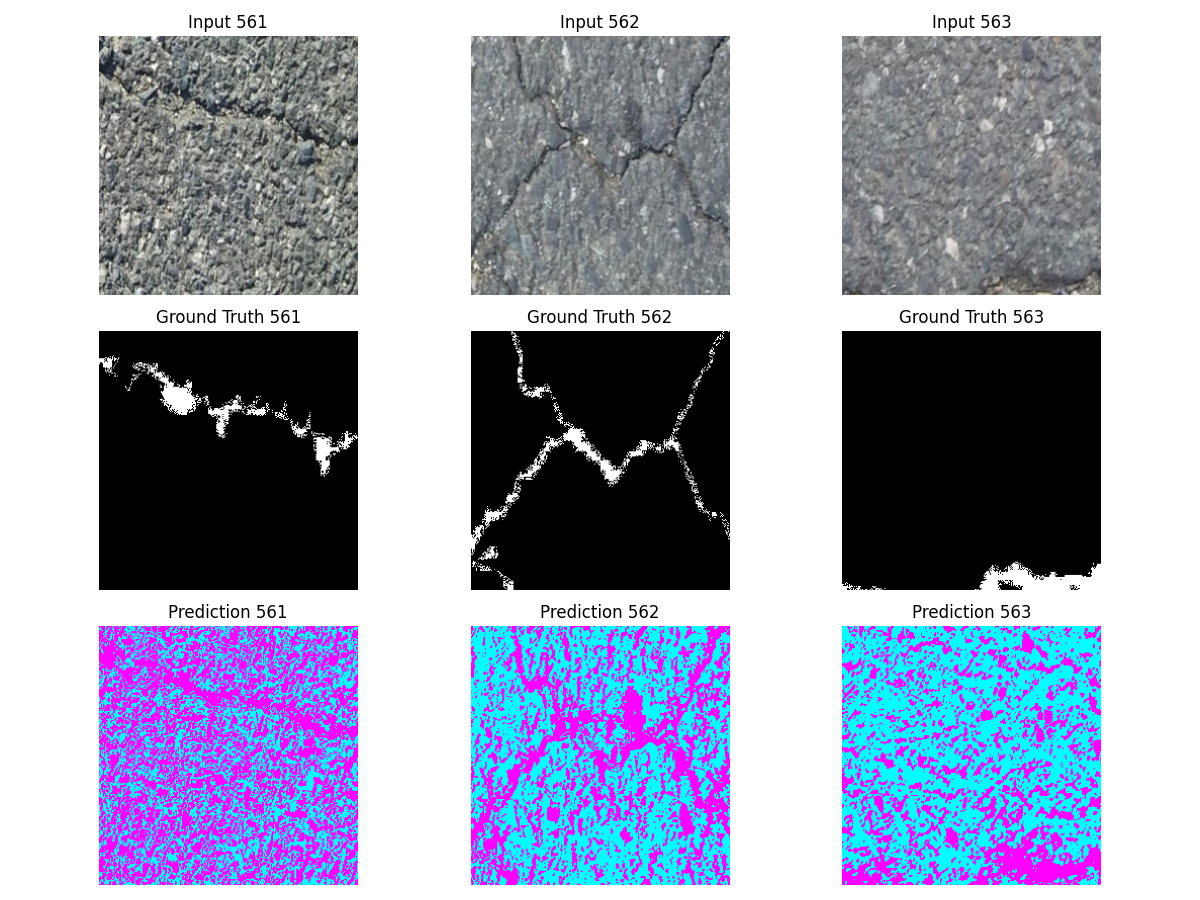 Input 561
Input 562
Input 563
Ground Truth 561
Ground Truth 562
Ground Truth 563
Prediction 561
Prediction 562
Prediction 563